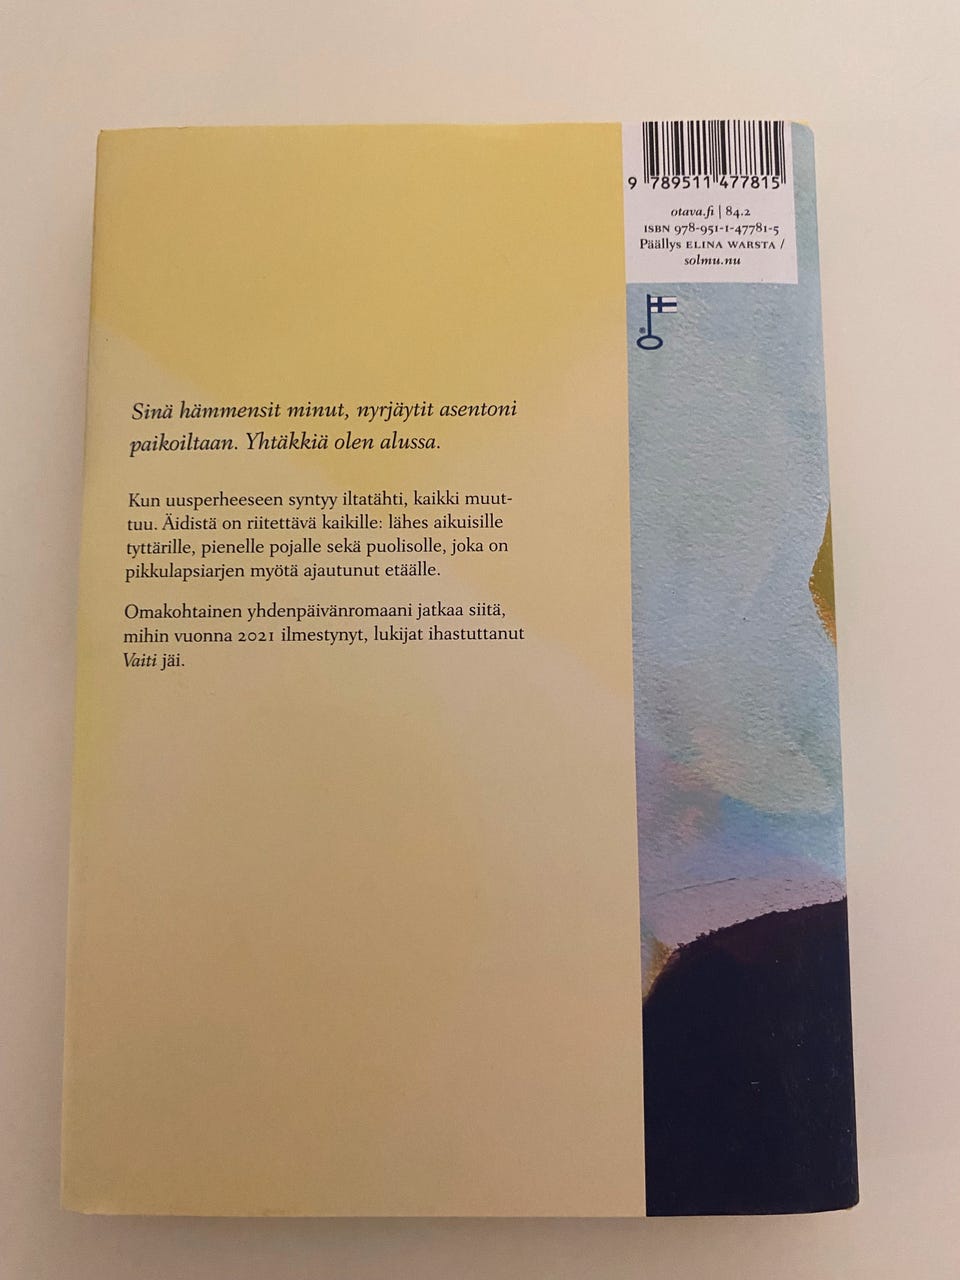 9 789511 477815
otava.fi | 84.2
ISBN 978-951-1-47781-5
Päällys ELINA WARSTA /
solmu.nu
®
Sinä hämmensit minut, nyrjäytit asentoni
paikoiltaan. Yhtäkkiä olen alussa.
Kun uusperheeseen syntyy iltatähti, kaikki muut-
tuu. Äidistä on riitettävä kaikille: lähes aikuisille
tyttärille, pienelle pojalle sekä puolisolle, joka on
pikkulapsiarjen myötä ajautunut etäälle.
Omakohtainen yhdenpäivänromaani jatkaa siitä,
mihin vuonna 2021 ilmestynyt, lukijat ihastuttanut
Vaiti jäi.